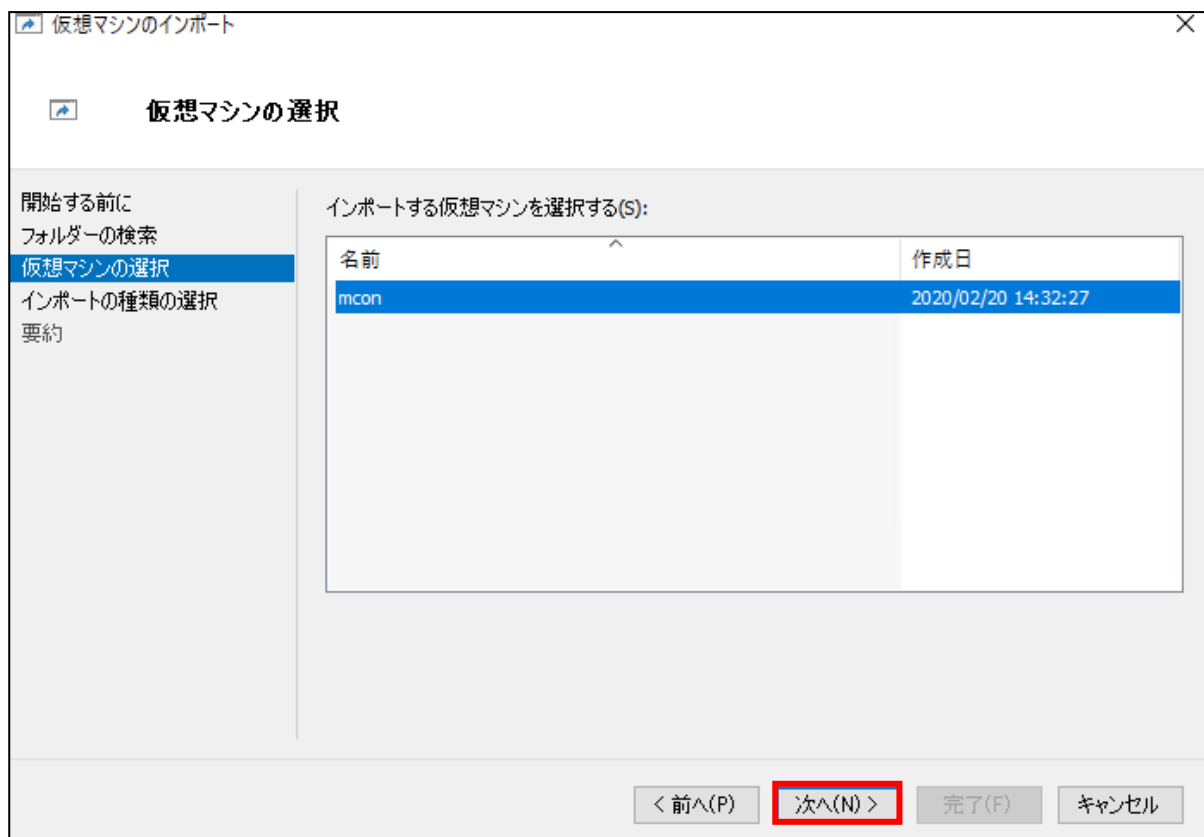 仮想マシンのインポート
仮想マシンの選択
開始する前に
フォルダーの検索
仮想マシンの選択
インポートの種類の選択
要約
インポートする仮想マシンを選択する(S):
名前 作成日
mcon 2020/02/20 14:32:27
< 前へ(P) 次へ(N) > 完了(F) キャンセル